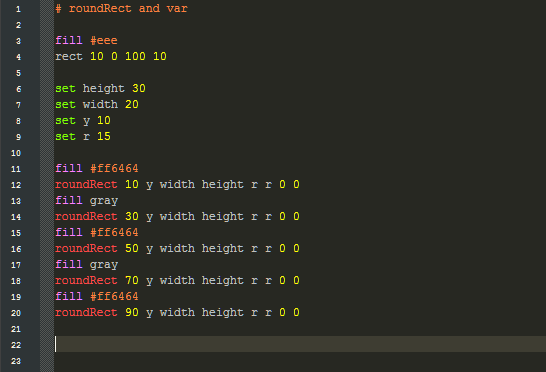 1 # roundRect and var
2
3 fill #eee
4 rect 10 0 100 10
5
6 set height 30
7 set width 20
8 set y 10
9 set r 15
10
11 fill #ff6464
12 roundRect 10 y width height r r 0 0
13 fill gray
14 roundRect 30 y width height r r 0 0
15 fill #ff6464
16 roundRect 50 y width height r r 0 0
17 fill gray
18 roundRect 70 y width height r r 0 0
19 fill #ff6464
20 roundRect 90 y width height r r 0 0
21
22
23